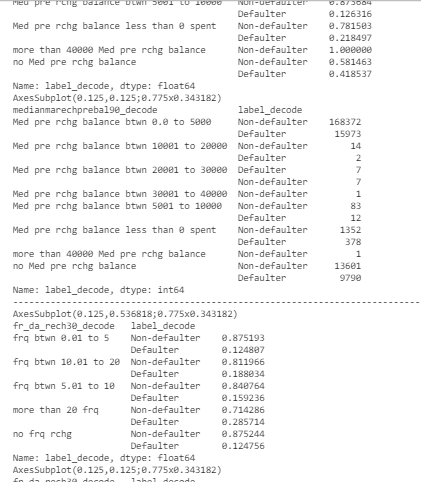 Med pre rchg balance btwn 5001 to 10000 Non-defaulter 0.873684
Defaulter 0.126316
Med pre rchg balance less than 0 spent Non-defaulter 0.781503
Defaulter 0.218497
more than 40000 Med pre rchg balance Non-defaulter 1.000000
no Med pre rchg balance Non-defaulter 0.581463
Defaulter 0.418537
Name: label_decode, dtype: float64
AxesSubplot(0.125,0.125;0.775x0.343182)
medianmarechprebal90_decode label_decode
Med pre rchg balance btwn 0.0 to 5000 Non-defaulter 168372
Defaulter 15973
Med pre rchg balance btwn 10001 to 20000 Non-defaulter 14
Defaulter 2
Med pre rchg balance btwn 20001 to 30000 Non-defaulter 7
Defaulter 7
Med pre rchg balance btwn 30001 to 40000 Non-defaulter 1
Med pre rchg balance btwn 5001 to 10000 Non-defaulter 83
Defaulter 12
Med pre rchg balance less than 0 spent Non-defaulter 1352
Defaulter 378
more than 40000 Med pre rchg balance Non-defaulter 1
no Med pre rchg balance Non-defaulter 13601
Defaulter 9790
Name: label_decode, dtype: int64
--------------------------------------------------------------------------------
AxesSubplot(0.125,0.536818;0.775x0.343182)
fr_da_rech30_decode label_decode
frq btwn 0.01 to 5 Non-defaulter 0.875193
Defaulter 0.124807
frq btwn 10.01 to 20 Non-defaulter 0.811966
Defaulter 0.188034
frq btwn 5.01 to 10 Non-defaulter 0.840764
Defaulter 0.159236
more than 20 frq Non-defaulter 0.714286
Defaulter 0.285714
no frq rchg Non-defaulter 0.875244
Defaulter 0.124756
Name: label_decode, dtype: float64
AxesSubplot(0.125,0.125;0.775x0.343182)
fr_da_rech30_decode label_decode